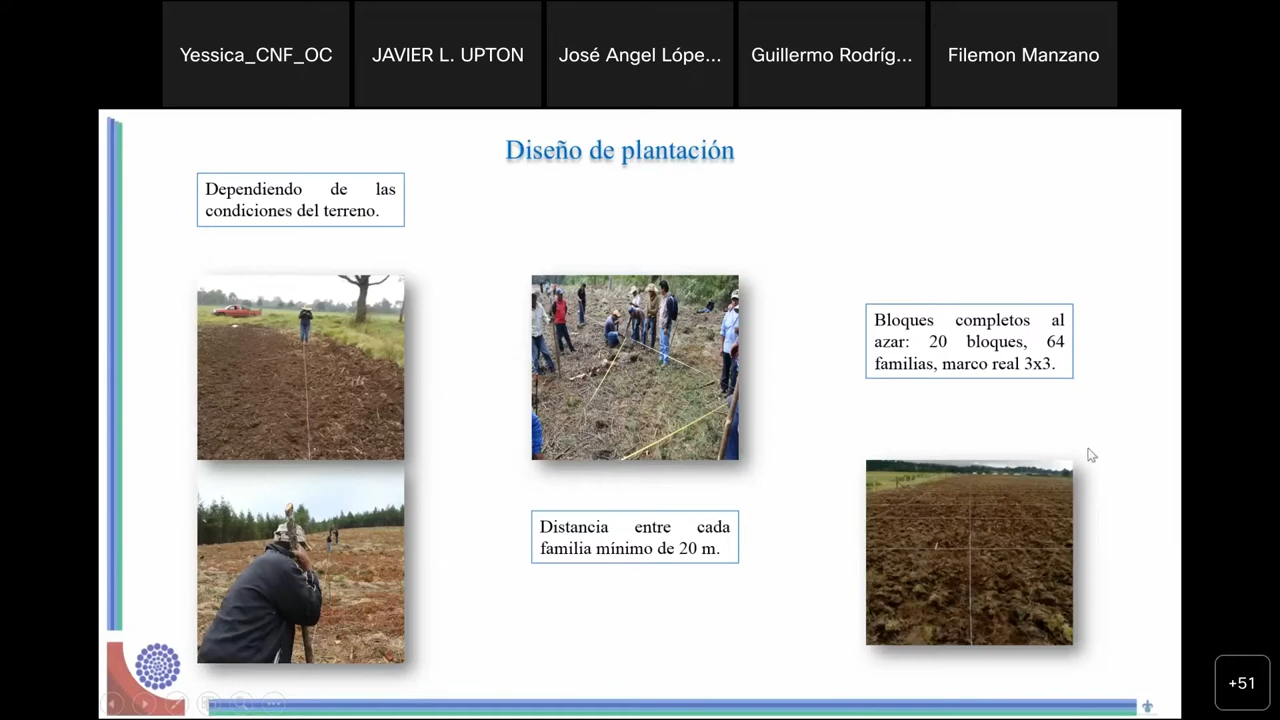 Yessica_CNF_OC
JAVIER L. UPTON
José Angel Lópe...
Guillermo Rodríg...
Filemon Manzano
Diseño de plantación
Dependiendo de las
condiciones del terreno.
Bloques completos al
azar: 20 bloques, 64
familias, marco real 3x3.
Distancia entre cada
familia mínimo de 20 m.
+51